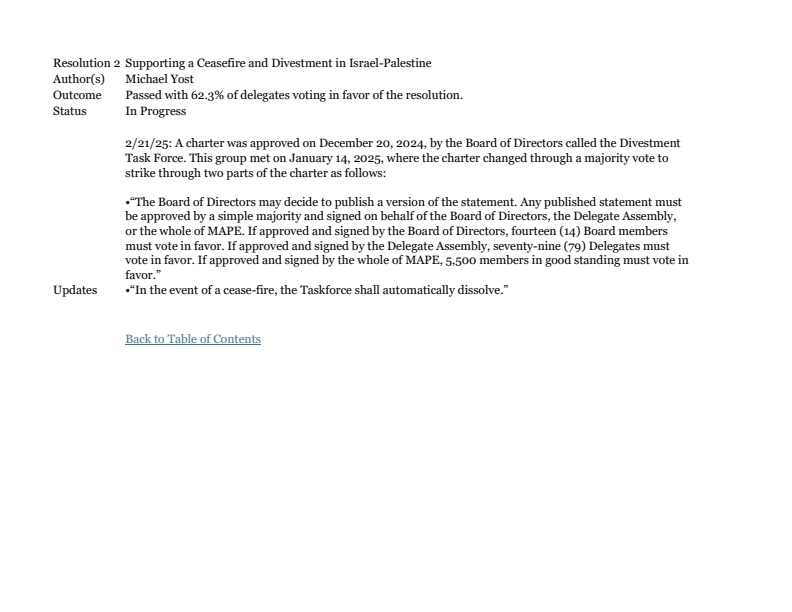 Resolution 2 Supporting a Ceasefire and Divestment in Israel-Palestine
Author(s) Michael Yost
Outcome Passed with 62.3% of delegates voting in favor of the resolution.
Status In Progress
2/21/25: A charter was approved on December 20, 2024, by the Board of Directors called the Divestment
Task Force. This group met on January 14, 2025, where the charter changed through a majority vote to
strike through two parts of the charter as follows:
•“The Board of Directors may decide to publish a version of the statement. Any published statement must
be approved by a simple majority and signed on behalf of the Board of Directors, the Delegate Assembly,
or the whole of MAPE. If approved and signed by the Board of Directors, fourteen (14) Board members
must vote in favor. If approved and signed by the Delegate Assembly, seventy-nine (79) Delegates must
vote in favor. If approved and signed by the whole of MAPE, 5,500 members in good standing must vote in
favor.”
Updates •“In the event of a cease-fire, the Taskforce shall automatically dissolve.”
Back to Table of Contents